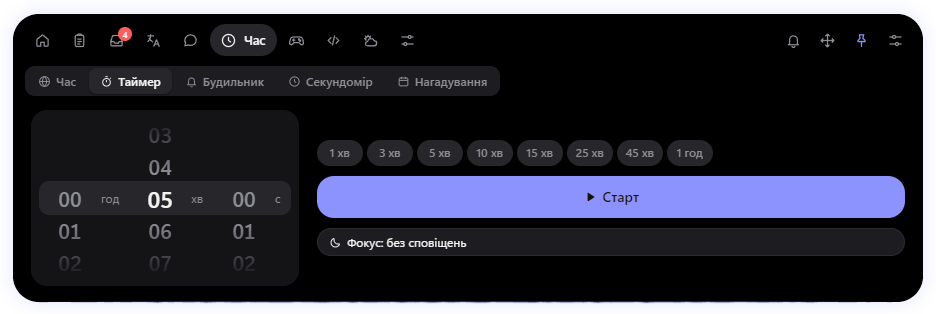 4
Час
Час Таймер Будильник Секундомір Нагадування
03
04
00 год 05 хв 00 с
01 06 01
02 07 02
1 хв 3 хв 5 хв 10 хв 15 хв 25 хв 45 хв 1 год
Старт
Фокус: без сповіщень